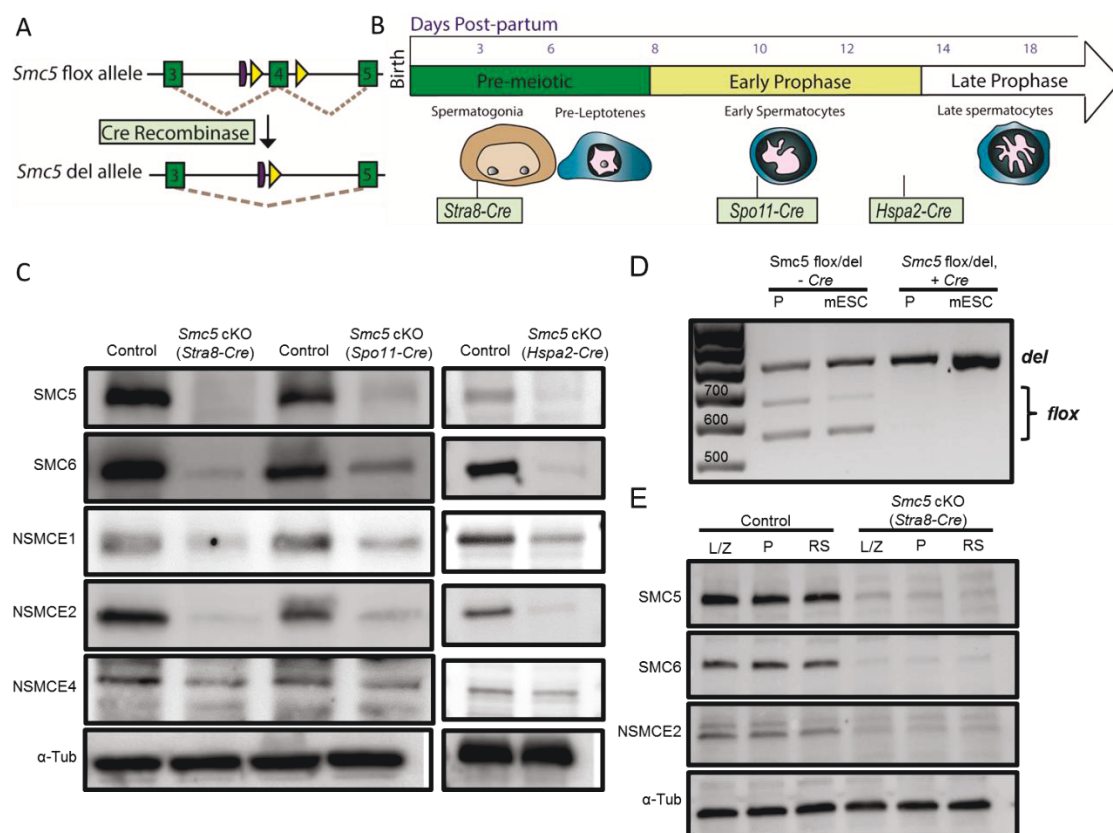 A
Smc5 flox allele
3
4
5
Cre Recombinase
Smc5 del allele
3
5
B
Days Post-partum
Birth
3 6 8 10 12 14 18
Pre-meiotic Early Prophase Late Prophase
Spermatogonia Pre-Leptotenes Early Spermatocytes Late spermatocytes
Stra8-Cre Spo11-Cre Hspa2-Cre
C
Control Smc5 cKO (Stra8-Cre) Control Smc5 cKO (Spo11-Cre) Control Smc5 cKO (Hspa2-Cre)
SMC5
SMC6
NSMCE1
NSMCE2
NSMCE4
α-Tub
D
Smc5 flox/del - Cre
Smc5 flox/del, + Cre
P mESC P mESC
del
700
600
flox
500
E
Control
Smc5 cKO (Stra8-Cre)
L/Z P RS L/Z P RS
SMC5
SMC6
NSMCE2
α-Tub